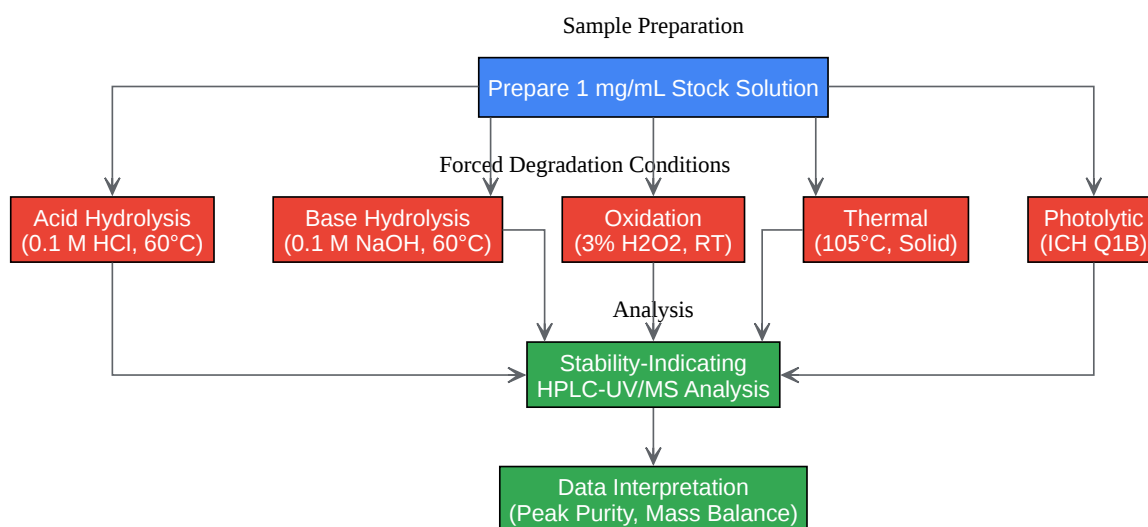 Sample Preparation
Prepare 1 mg/mL Stock Solution
Forced Degradation Conditions
Acid Hydrolysis
(0.1 M HCl, 60°C)
Base Hydrolysis
(0.1 M NaOH, 60°C)
Oxidation
(3% H2O2, RT)
Thermal
(105°C, Solid)
Photolytic
(ICH Q1B)
Analysis
Stability-Indicating
HPLC-UV/MS Analysis
Data Interpretation
(Peak Purity, Mass Balance)